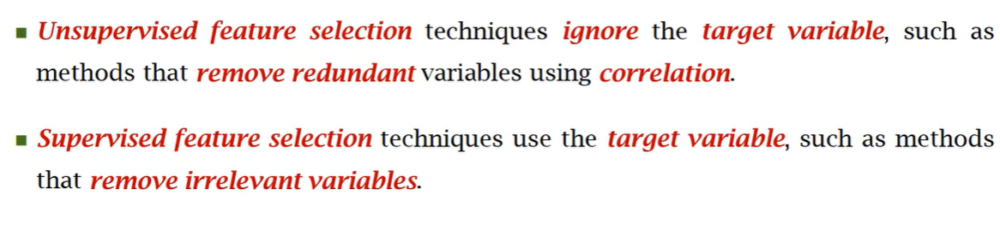 ▪ Unsupervised feature selection techniques ignore the target variable, such as
methods that remove redundant variables using correlation.
▪ Supervised feature selection techniques use the target variable, such as methods
that remove irrelevant variables.